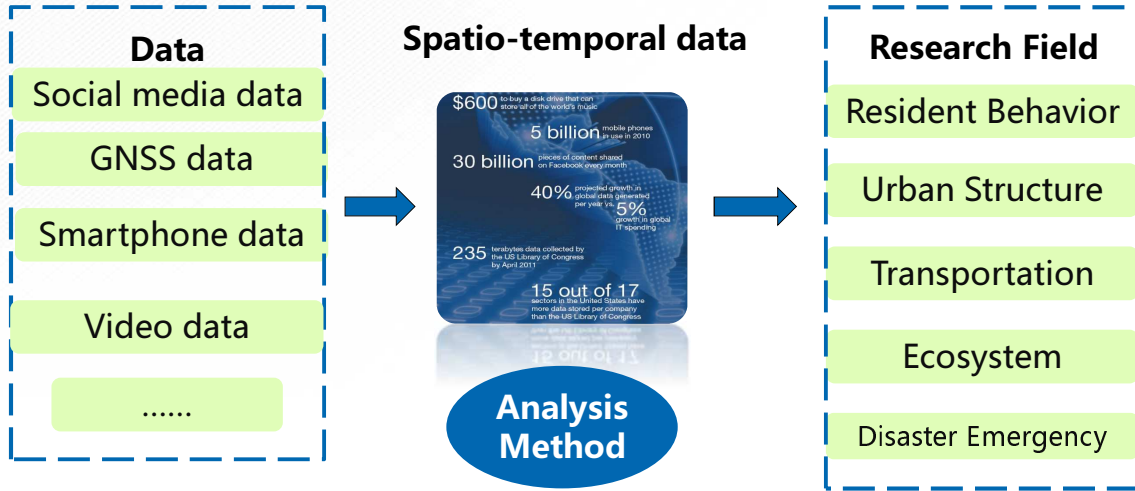 Data
Social media data
GNSS data
Smartphone data
Video data
......
Spatio-temporal data
$600 to buy a disk drive that can
store all of the world's music
5 billion mobile phones
in use in 2010
30 billion pieces of content shared
on Facebook every month
40% projected growth in
global data generated
per year vs. 5%
growth in global
IT spending
235 terabytes data collected by
the US Library of Congress
by April 2011
15 out of 17
sectors in the United States have
more data stored per company
than the US Library of Congress
Analysis
Method
Research Field
Resident Behavior
Urban Structure
Transportation
Ecosystem
Disaster Emergency